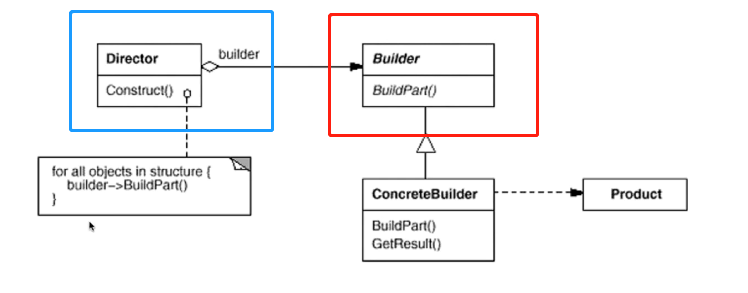 Director
builder
Builder
Construct()
BuildPart()
for all objects in structure {
builder->BuildPart()
}
ConcreteBuilder
Product
BuildPart()
GetResult()